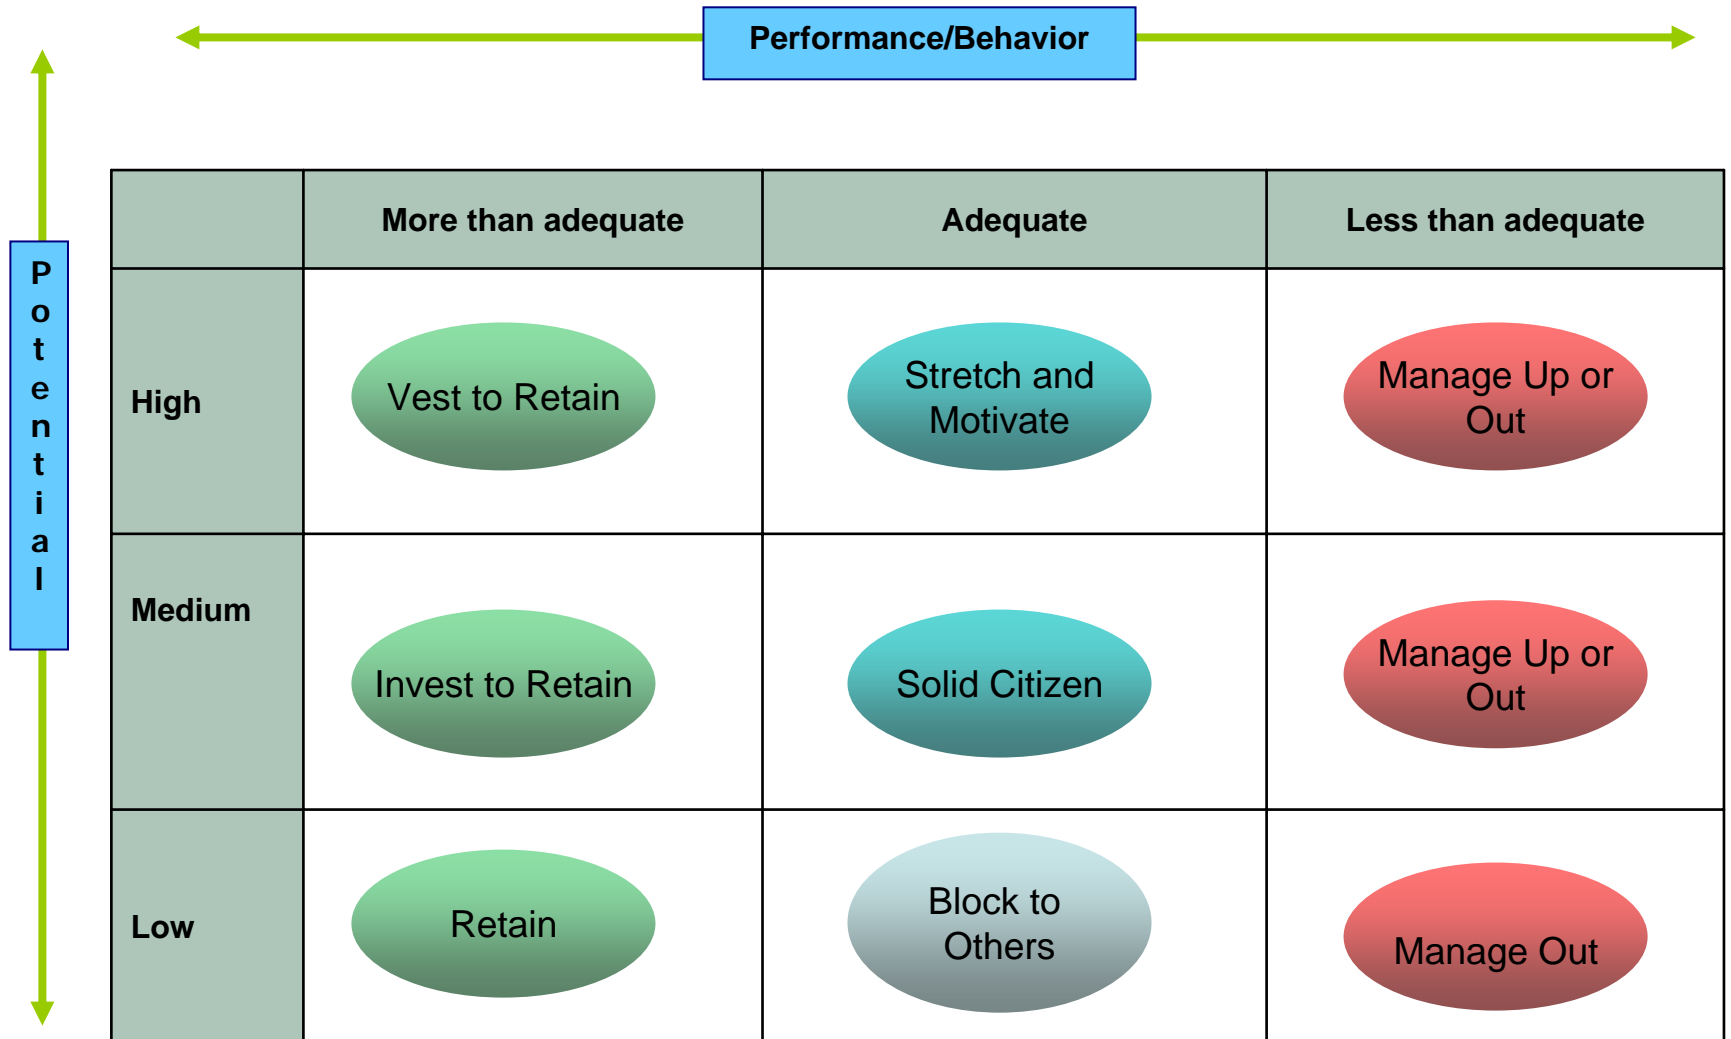 Performance/Behavior
Potential
More than adequate
Adequate
Less than adequate
High
Vest to Retain
Stretch and
Motivate
Manage Up or
Out
Medium
Invest to Retain
Solid Citizen
Manage Up or
Out
Low
Retain
Block to
Others
Manage Out